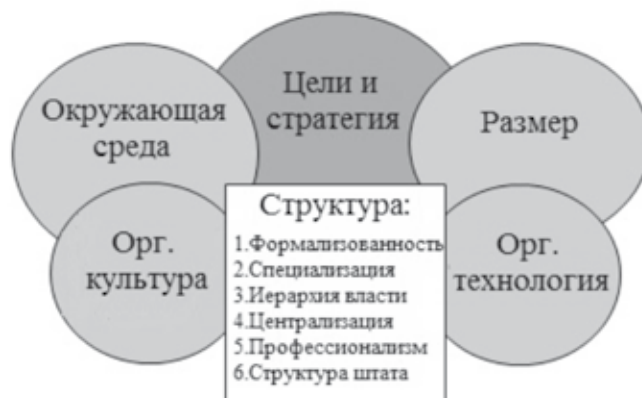 Цели и
стратегия
Окружающая
среда
Размер
Орг.
культура
Структура:
1.Формализованность
2.Специализация
3.Иерархия власти
4.Централизация
5.Профессионализм
6.Структура штата
Орг.
технология